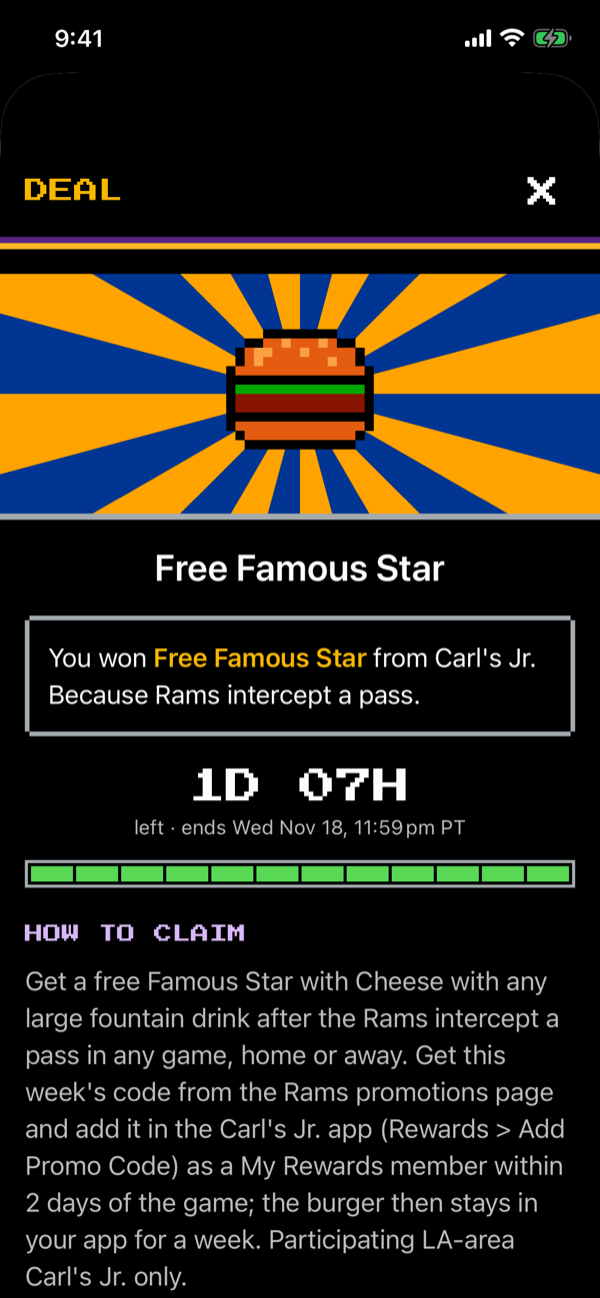 9:41
DEAL
Free Famous Star
You won Free Famous Star from Carl's Jr.
Because Rams intercept a pass.
1D 07H
left · ends Wed Nov 18, 11:59 pm PT
HOW TO CLAIM
Get a free Famous Star with Cheese with any
large fountain drink after the Rams intercept a
pass in any game, home or away. Get this
week's code from the Rams promotions page
and add it in the Carl's Jr. app (Rewards > Add
Promo Code) as a My Rewards member within
2 days of the game; the burger then stays in
your app for a week. Participating LA-area
Carl's Jr. only.